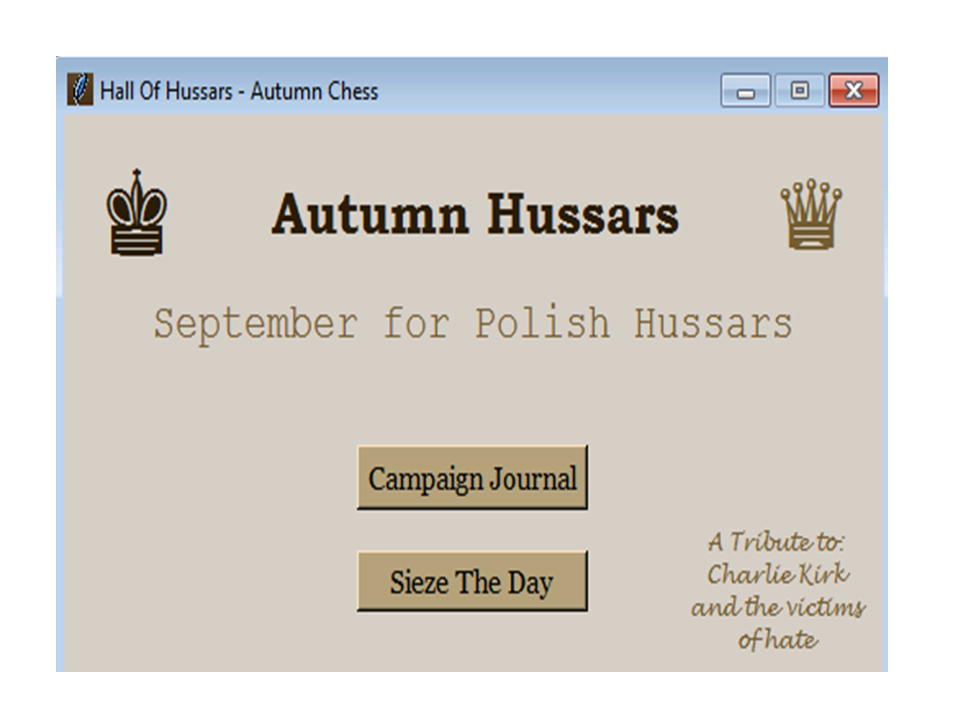 Hall Of Hussars - Autumn Chess
Autumn Hussars
September for Polish Hussars
Campaign Journal
Sieze The Day
A Tribute to:
Charlie Kirk
and the victims
of hate